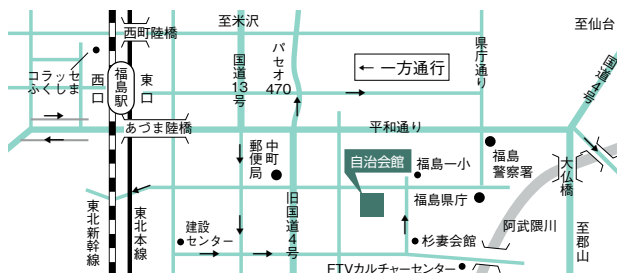 至米沢
至仙台
西町陸橋
コラッセ
ふくしま
西口
福島駅
東口
国道13号
パセオ470
← 一方通行
県庁通り
国道4号
あづま陸橋
平和通り
中町
郵便局
自治会館
福島一小
福島
警察署
大仏橋
福島県庁
東北新幹線
東北本線
建設
センター
旧国道4号
杉妻会館
阿武隈川
至郡山
FTVカルチャーセンター